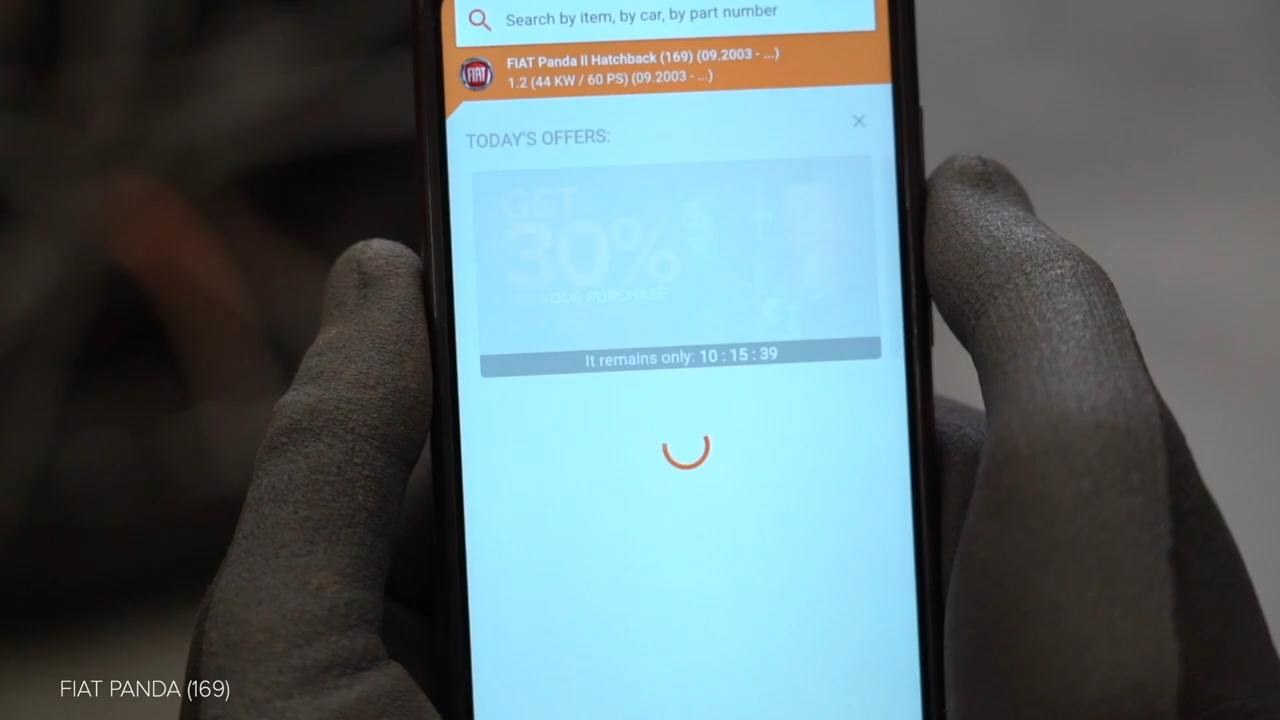 Search by item, by car, by part number
FIAT
FIAT Panda II Hatchback (169) (09.2003 - ...)
1.2 (44 KW / 60 PS) (09.2003 - ...)
TODAY'S OFFERS:
GET
30%
YOUR PURCHASE
It remains only: 10 : 15 : 39
FIAT PANDA (169)